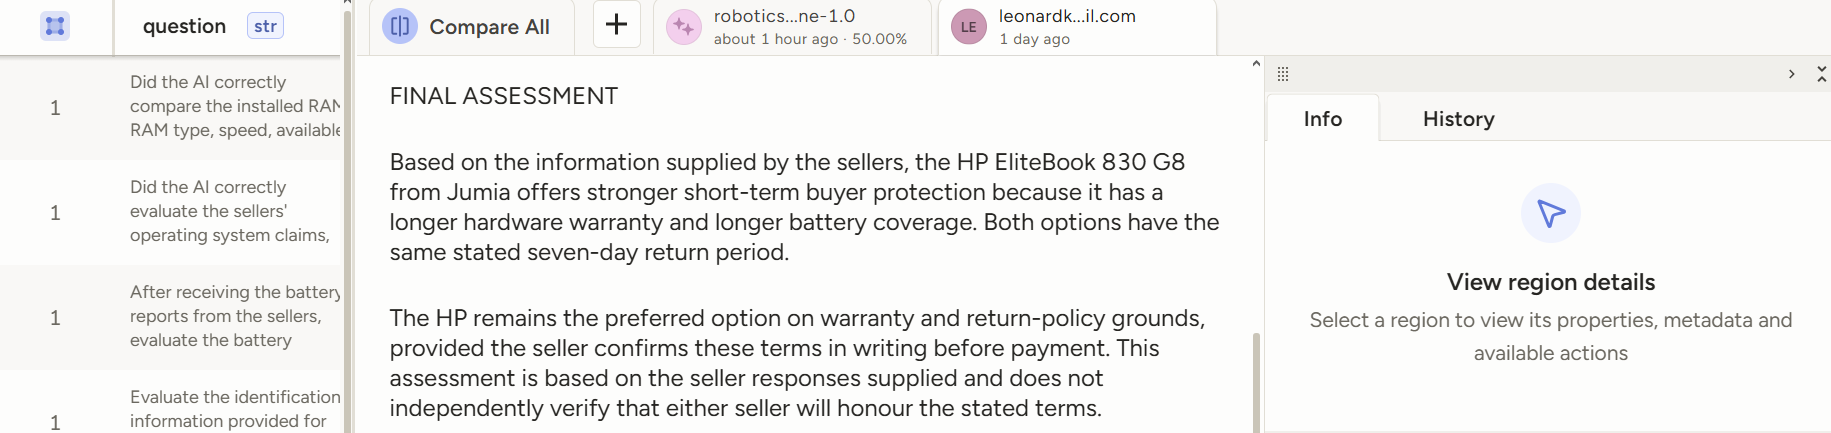 question str
Compare All
robotics...ne-1.0
about 1 hour ago · 50.00%
LE
leonardk...il.com
1 day ago
1
Did the AI correctly
compare the installed RAM
RAM type, speed, available
1
Did the AI correctly
evaluate the sellers'
operating system claims,
1
After receiving the battery
reports from the sellers,
evaluate the battery
1
Evaluate the identification
information provided for
FINAL ASSESSMENT
Based on the information supplied by the sellers, the HP EliteBook 830 G8
from Jumia offers stronger short-term buyer protection because it has a
longer hardware warranty and longer battery coverage. Both options have the
same stated seven-day return period.
The HP remains the preferred option on warranty and return-policy grounds,
provided the seller confirms these terms in writing before payment. This
assessment is based on the seller responses supplied and does not
independently verify that either seller will honour the stated terms.
Info
History
View region details
Select a region to view its properties, metadata and
available actions